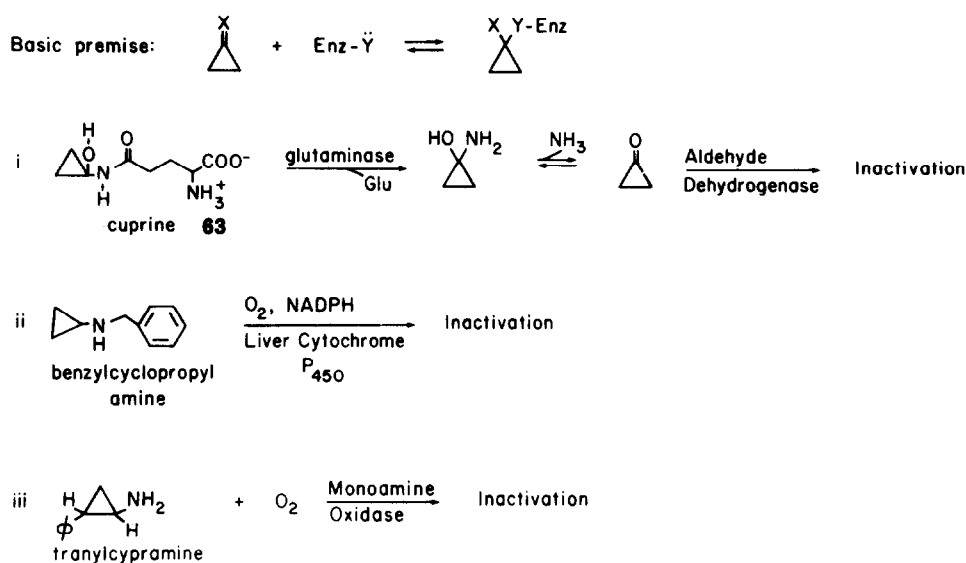 Basic premise: X + Enz-Ÿ ⇌ X Y-Enz
i H O N H O COO⁻ NH₃⁺ glutaminase Glu HO NH₂ NH₃ O Aldehyde Dehydrogenase Inactivation
cuprine 63
ii N H O₂, NADPH Liver Cytochrome P450 Inactivation
benzylcyclopropyl
amine
iii H NH₂ ϕ H + O₂ Monoamine Oxidase Inactivation
tranylcypramine